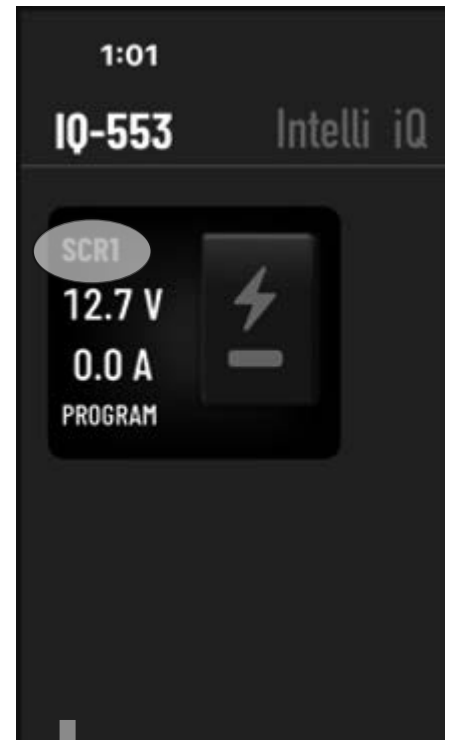 1:01
IQ-553 Intelli iQ
SCR1
12.7 V
0.0 A
PROGRAM